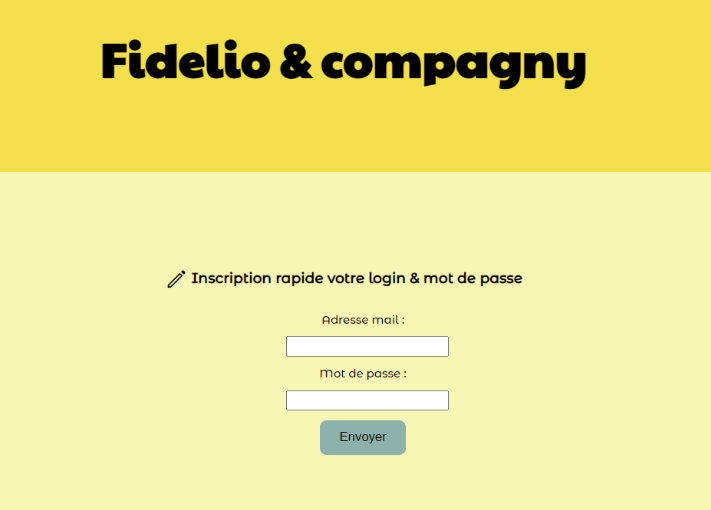 Fidelio & compagny
Inscription rapide votre login & mot de passe
Adresse mail :
Mot de passe :
Envoyer